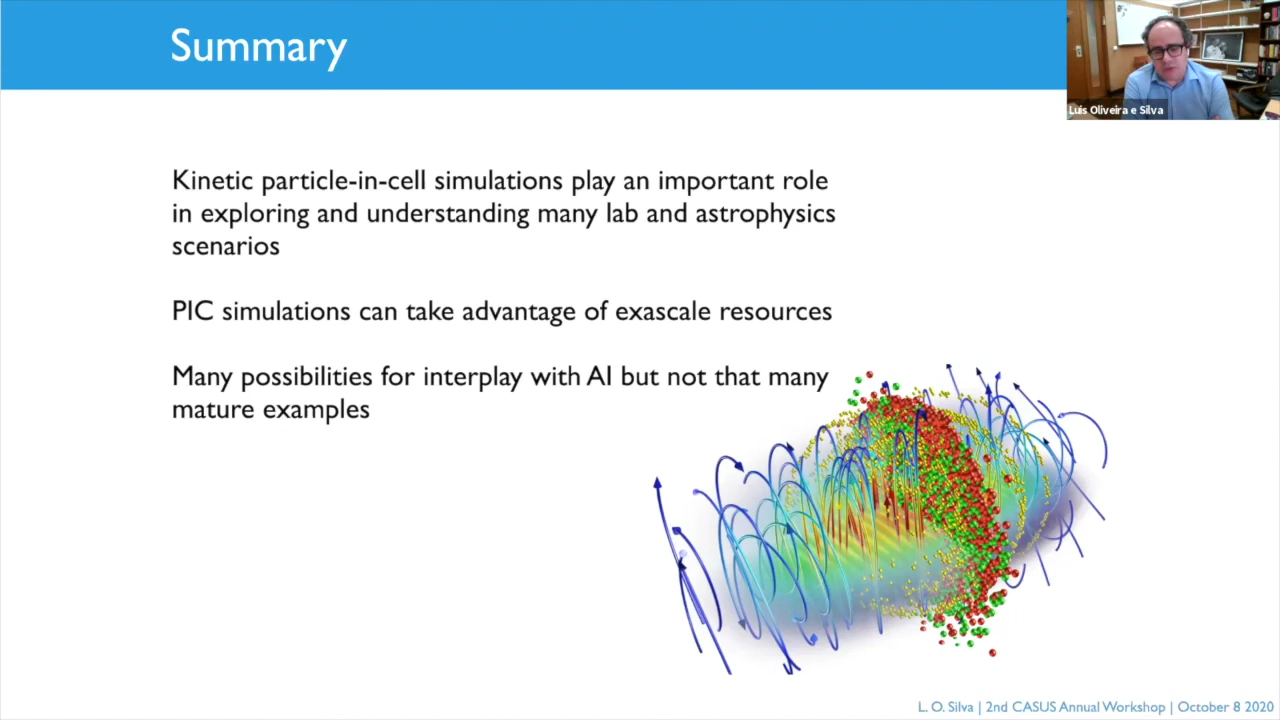 Summary
Luís Oliveira e Silva
Kinetic particle-in-cell simulations play an important role
in exploring and understanding many lab and astrophysics
scenarios
PIC simulations can take advantage of exascale resources
Many possibilities for interplay with AI but not that many
mature examples
L. O. Silva | 2nd CASUS Annual Workshop | October 8 2020